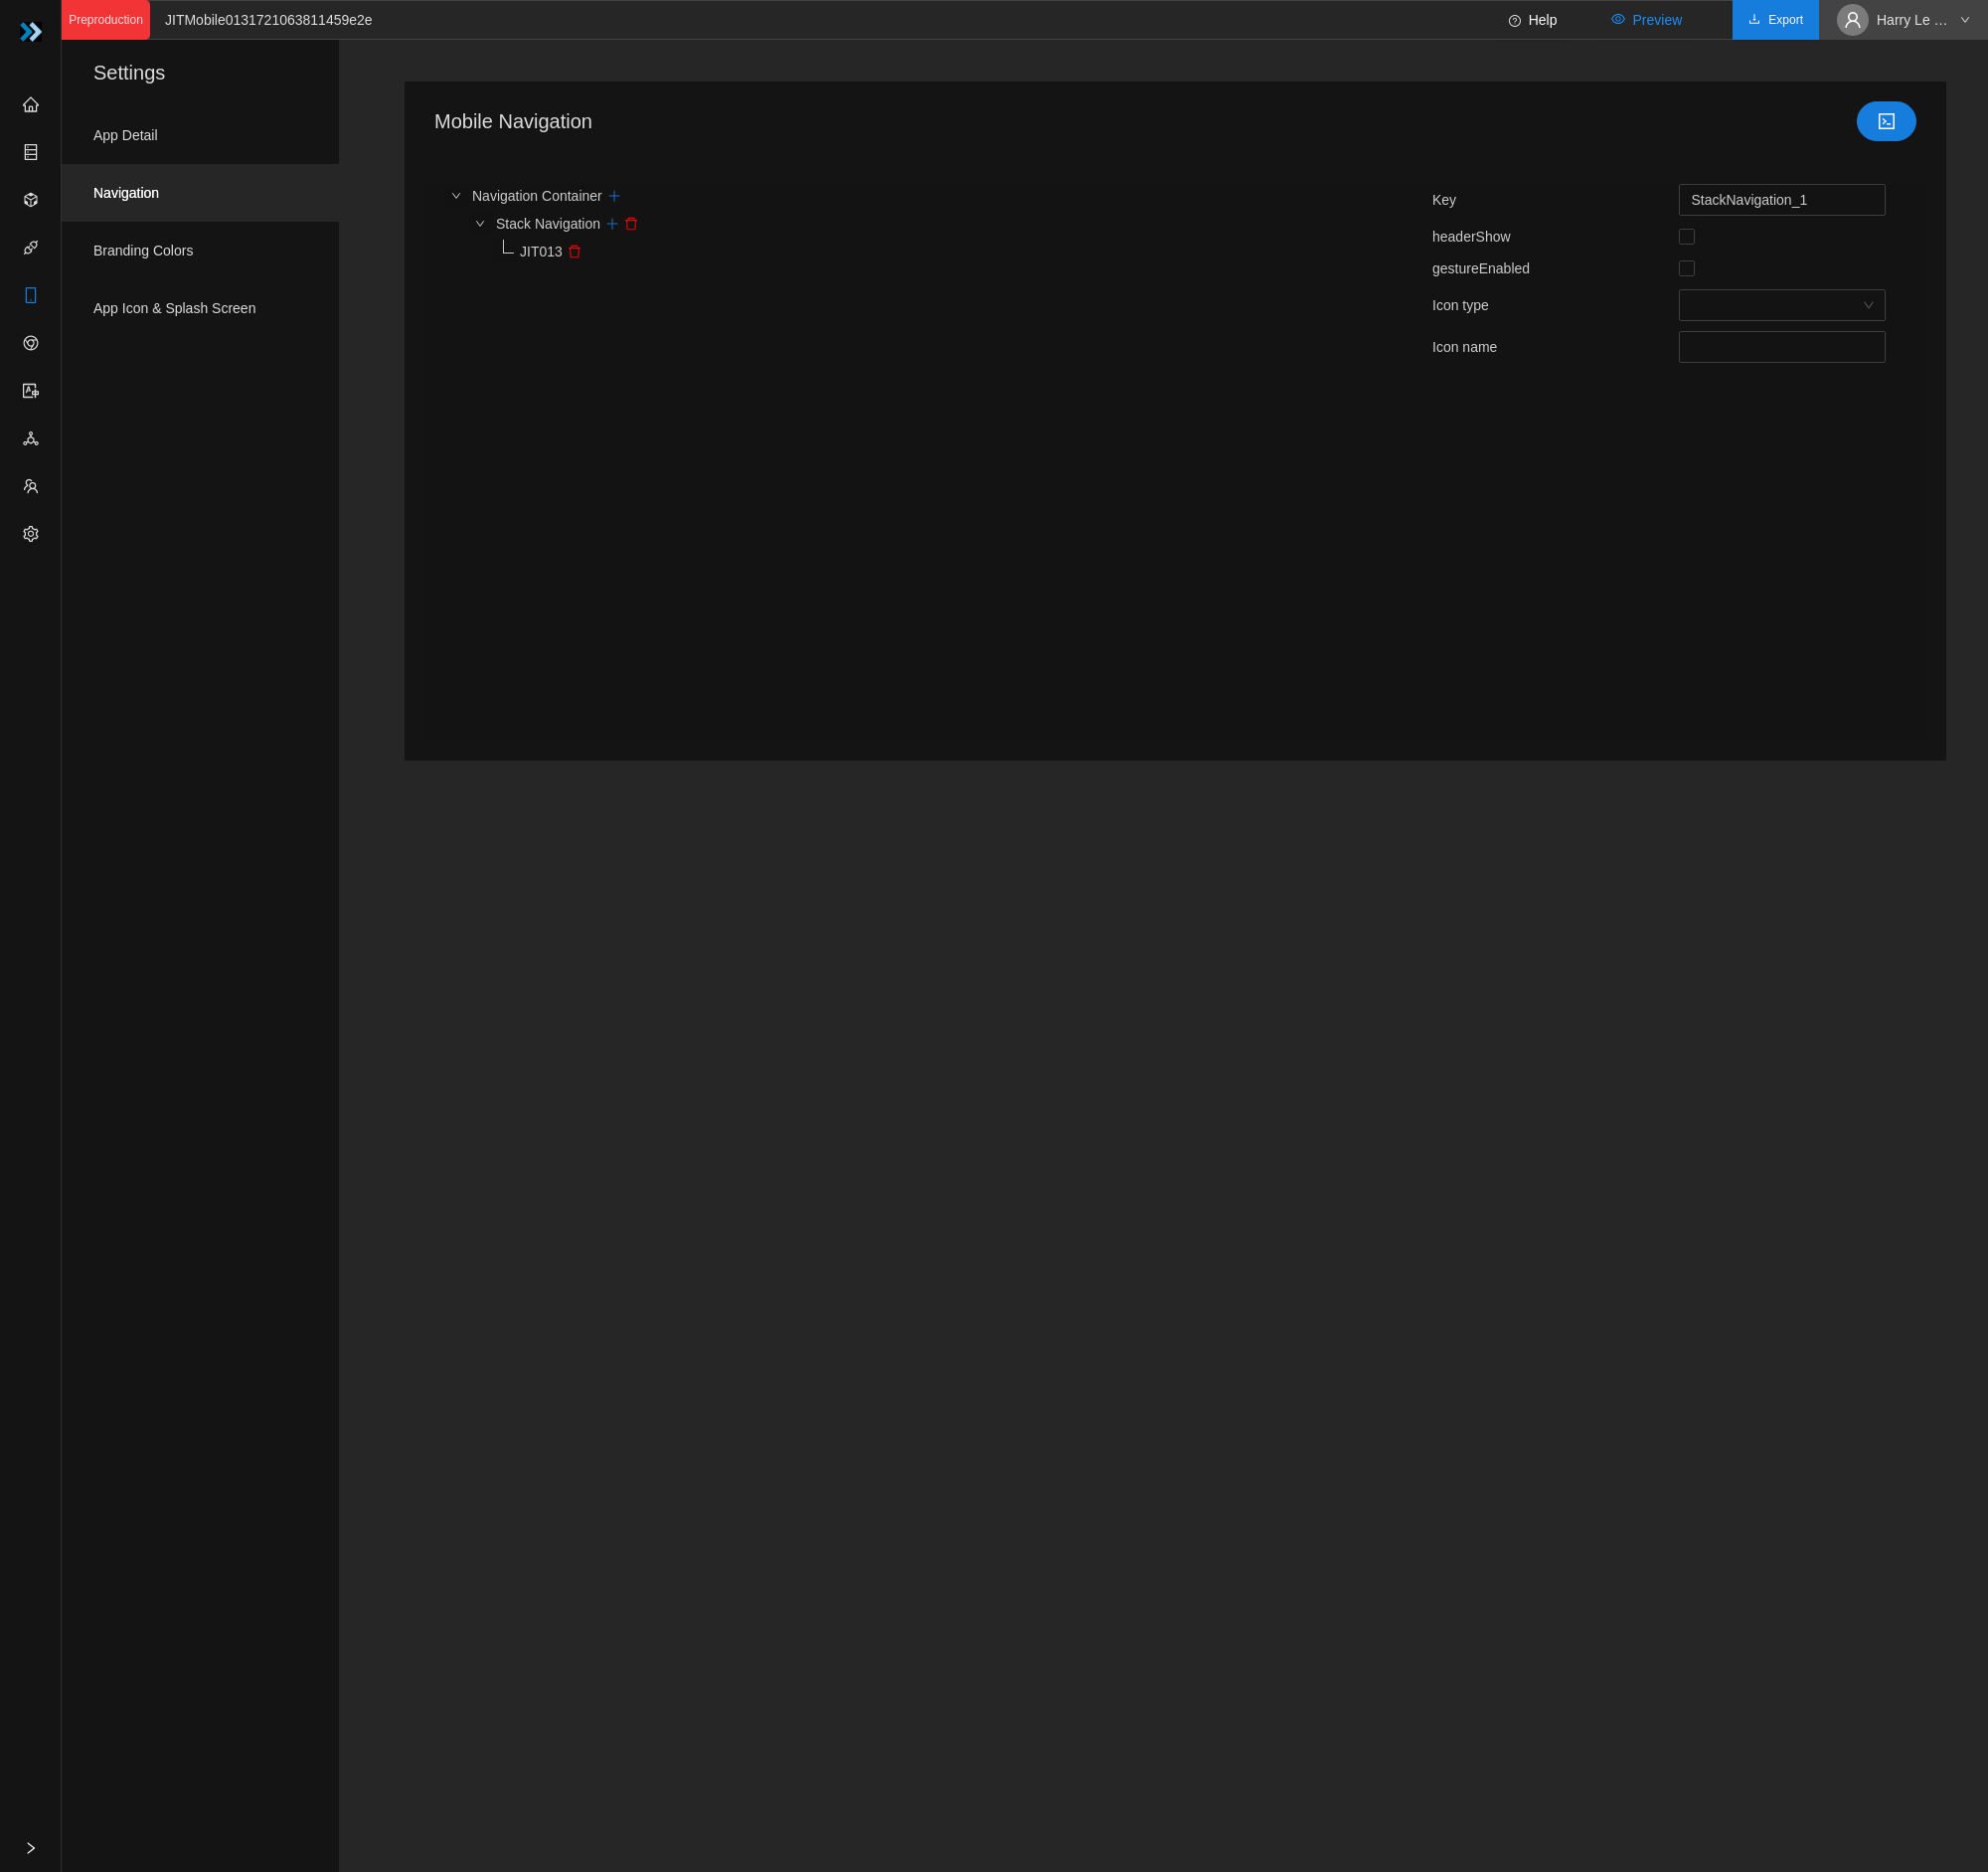 Preproduction
JITMobile0131721063811459e2e
Help
Preview
Export
Harry Le ...
Settings
App Detail
Navigation
Branding Colors
App Icon & Splash Screen
Mobile Navigation
Navigation Container
Stack Navigation
JIT013
Key
StackNavigation_1
headerShow
gestureEnabled
Icon type
Icon name